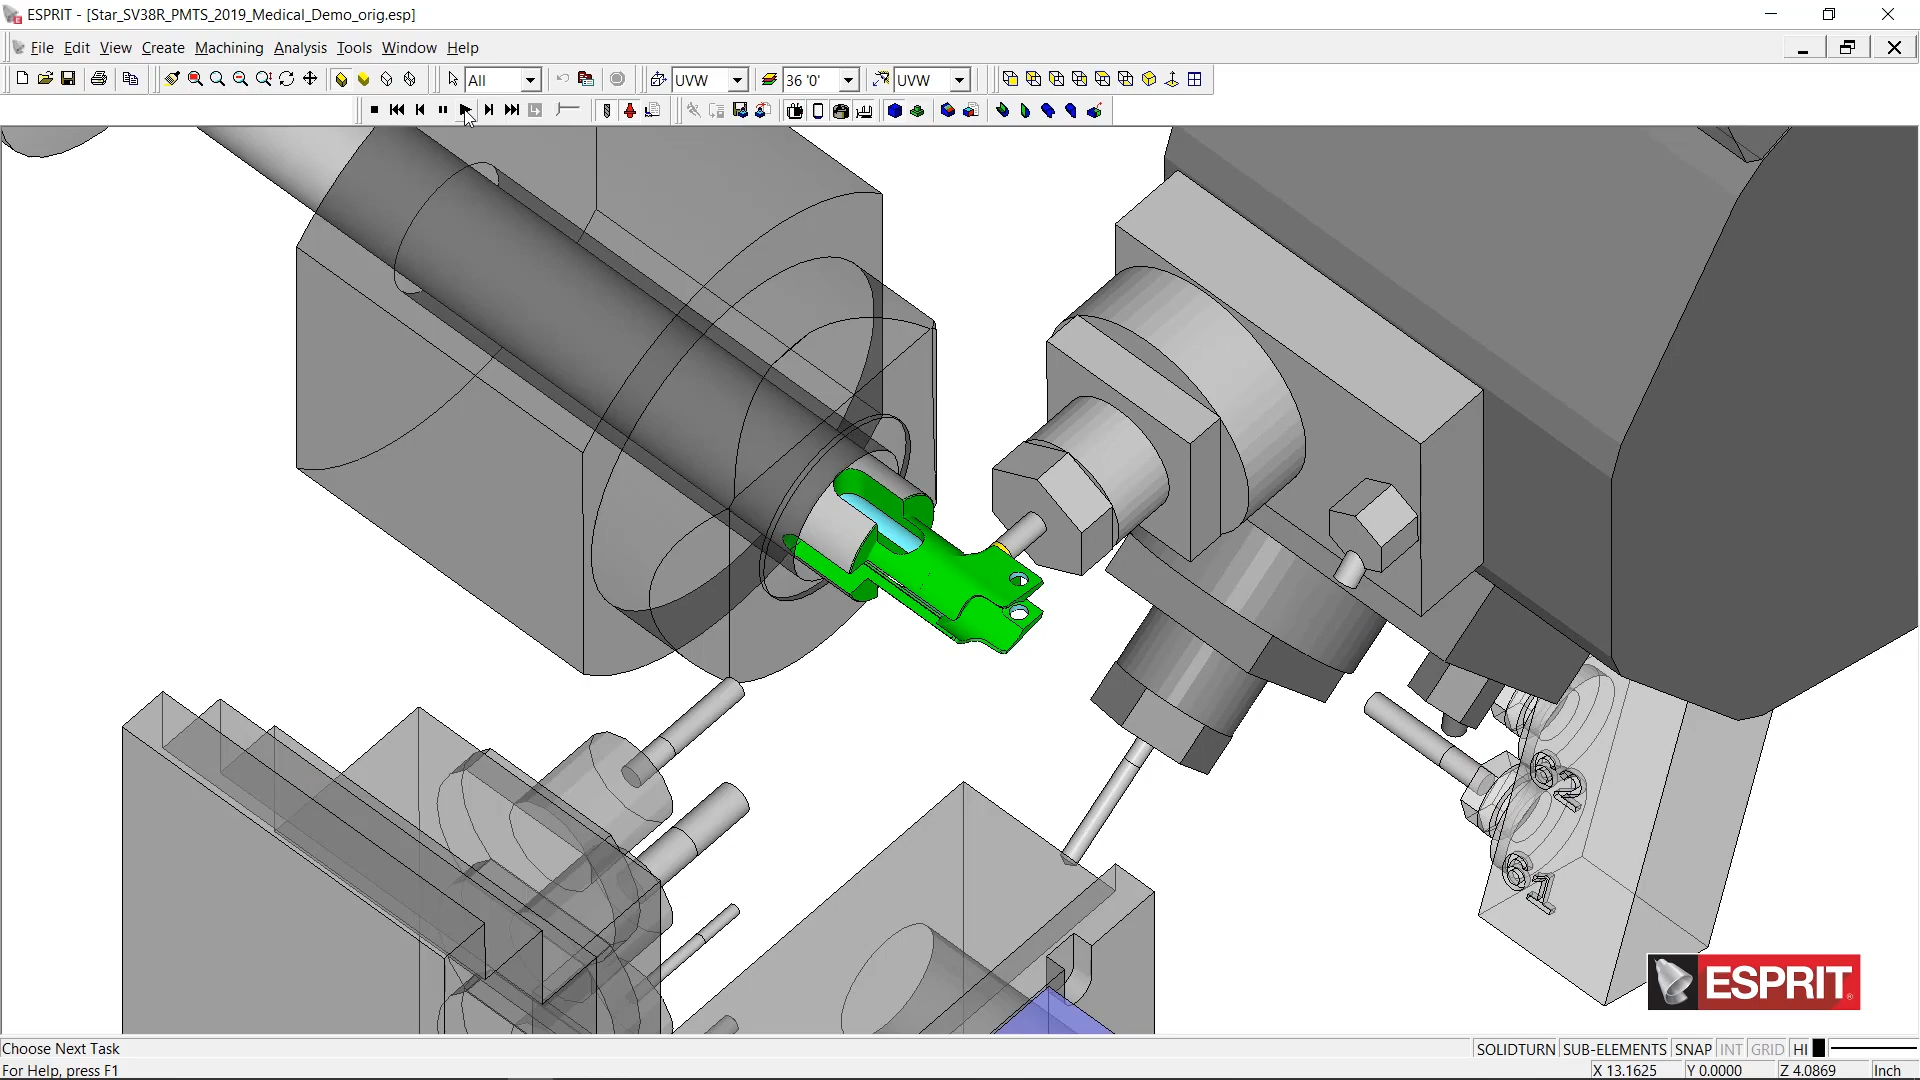 ESPRIT - [Star_SV38R_PMTS_2019_Medical_Demo_orig.esp]
File Edit View Create Machining Analysis Tools Window Help
All UVW 36 '0' UVW
62
61
ESPRIT
Choose Next Task SOLIDTURN SUB-ELEMENTS SNAP INT GRID HI
For Help, press F1 X 13.1625 Y 0.0000 Z 4.0869 Inch